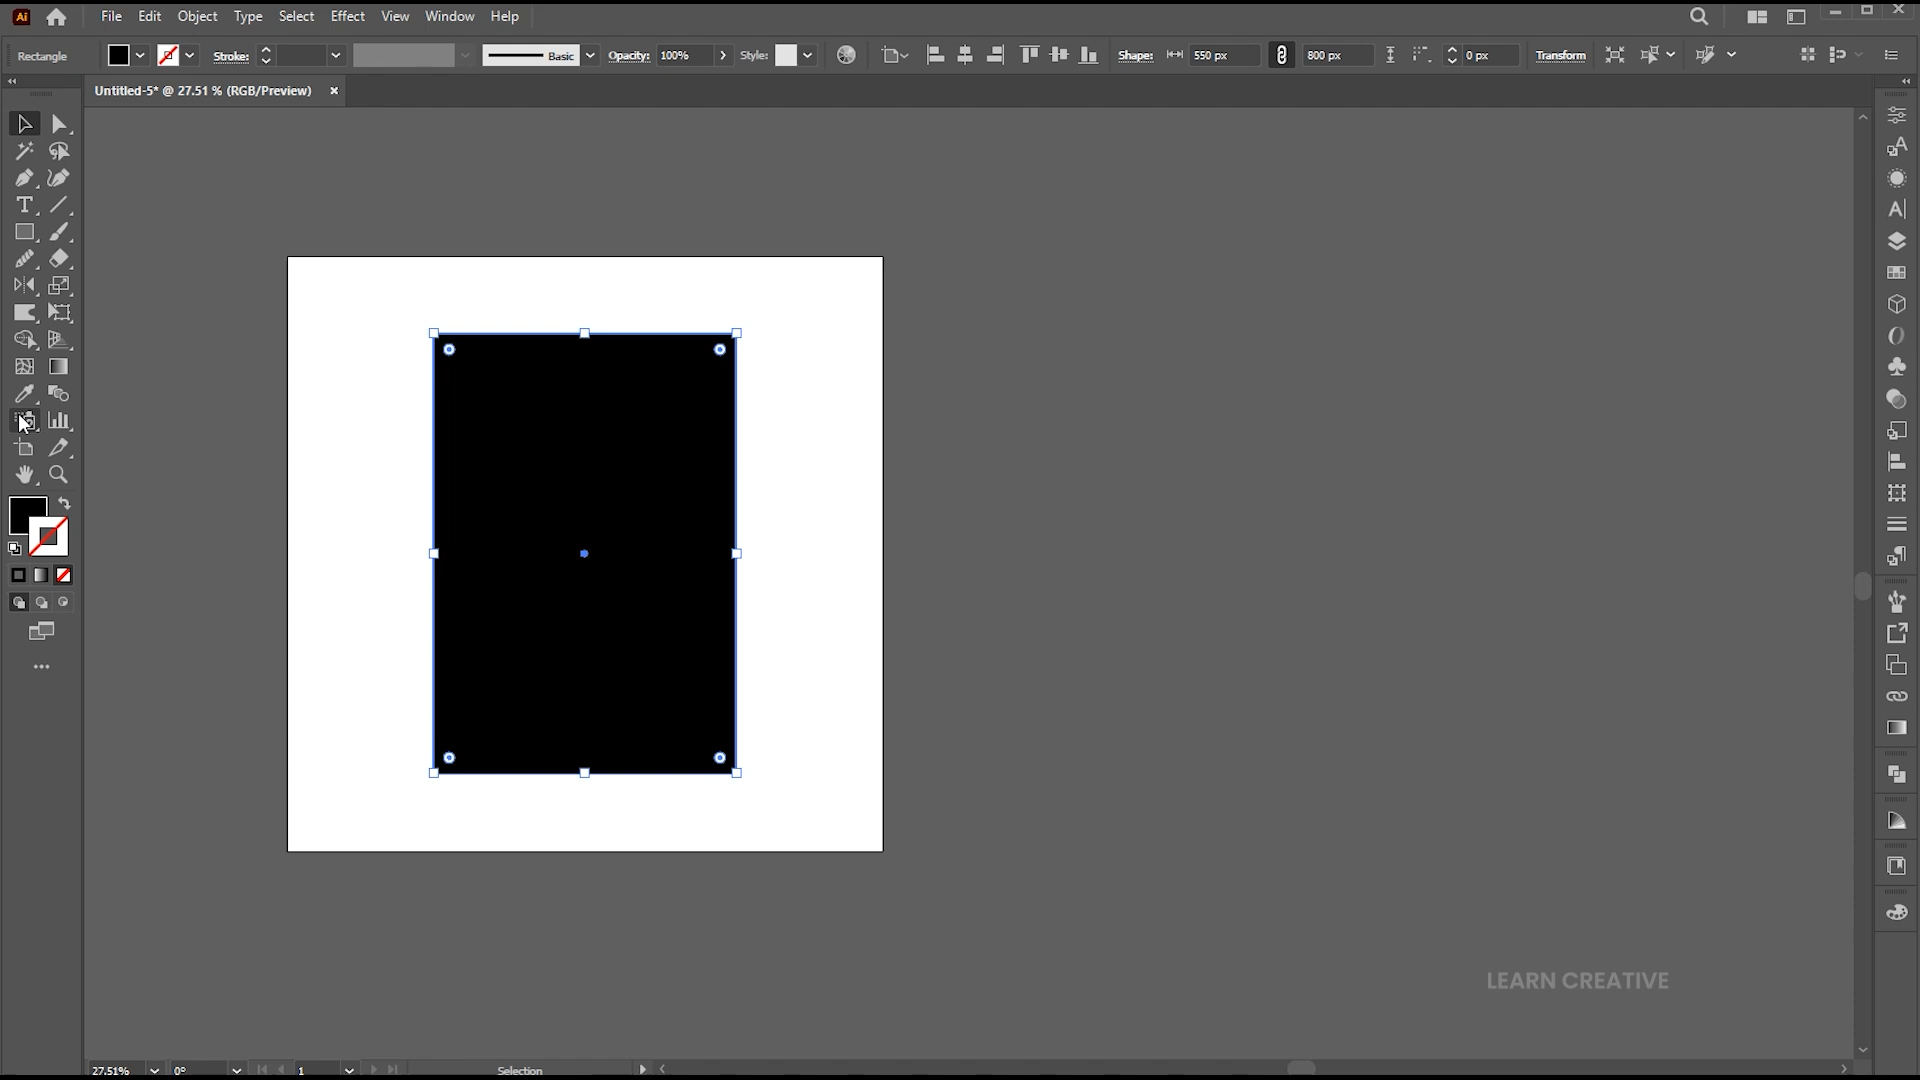 Ai File Edit Object Type Select Effect View Window Help
Rectangle Stroke: Basic Opacity: 100% Style: Shape: 550 px 800 px 0 px Transform
Untitled-5* @ 27.51 % (RGB/Preview) ×
LEARN CREATIVE
27.51% 0° 1 Selection